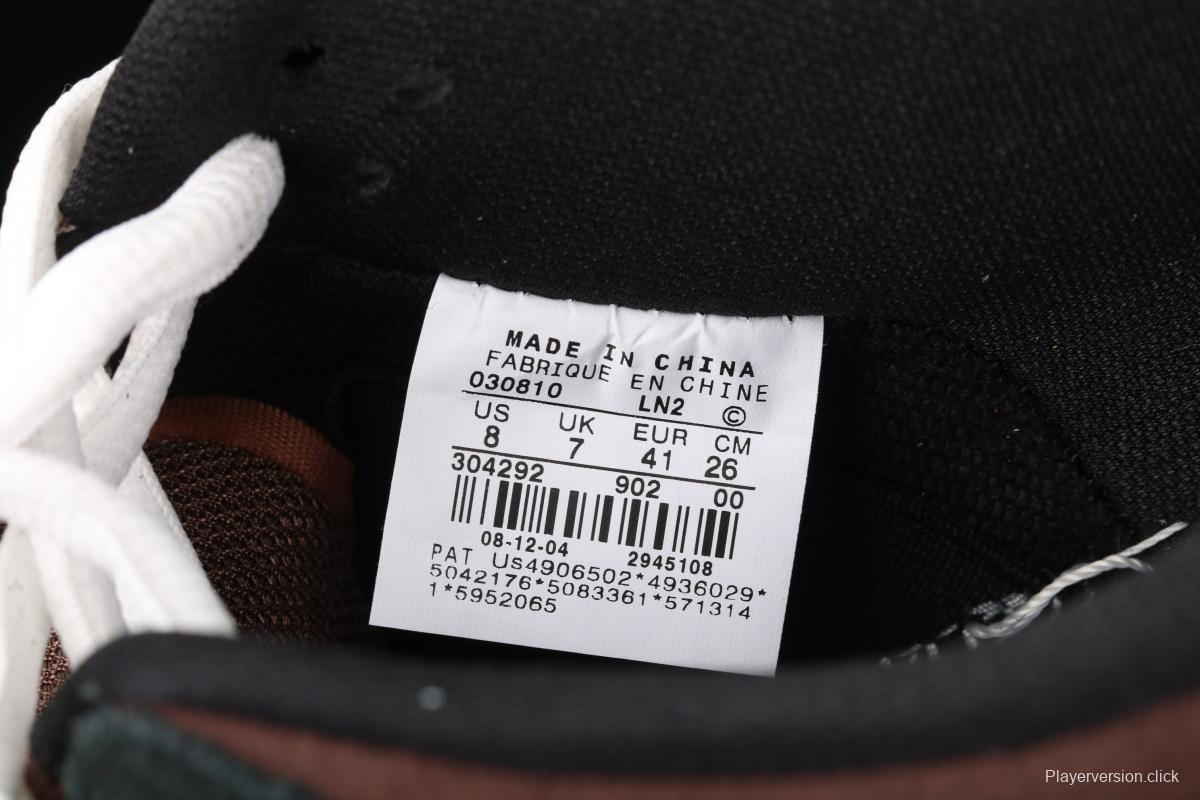 MADE IN CHINA
FABRIQUE EN CHINE
030810 LN2 ©
US UK EUR CM
8 7 41 26
304292 902 00
08-12-04 2945108
PAT Us4906502*4936029*
5042176*5083361*571314
1*5952065
Playerversion.click